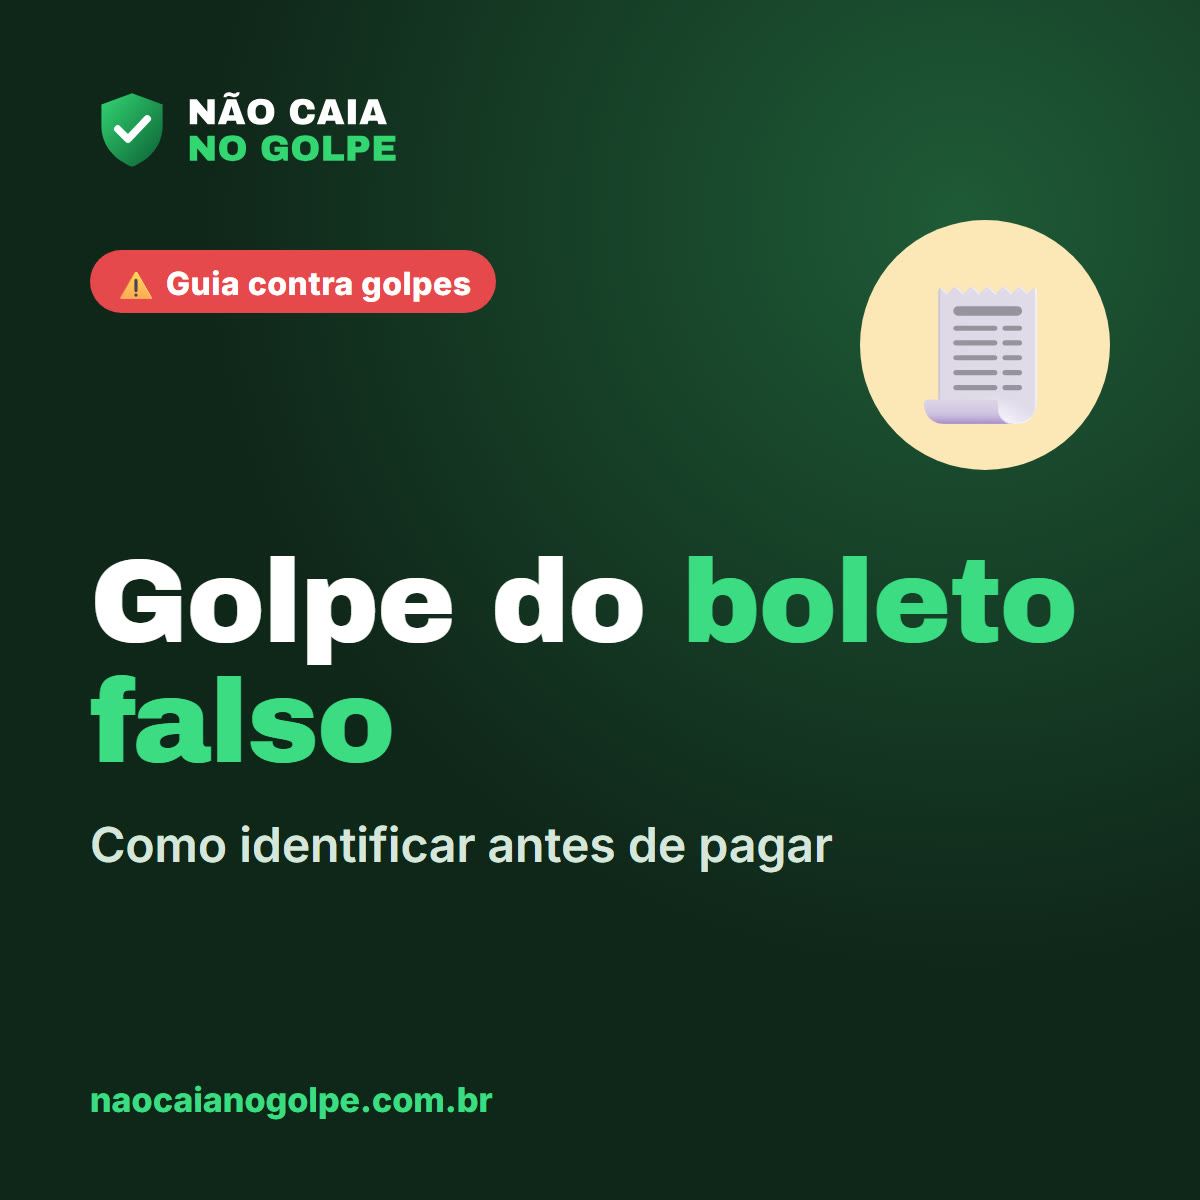 NÃO CAIA
NO GOLPE
⚠️ Guia contra golpes
Golpe do boleto
falso
Como identificar antes de pagar
naocaianogolpe.com.br